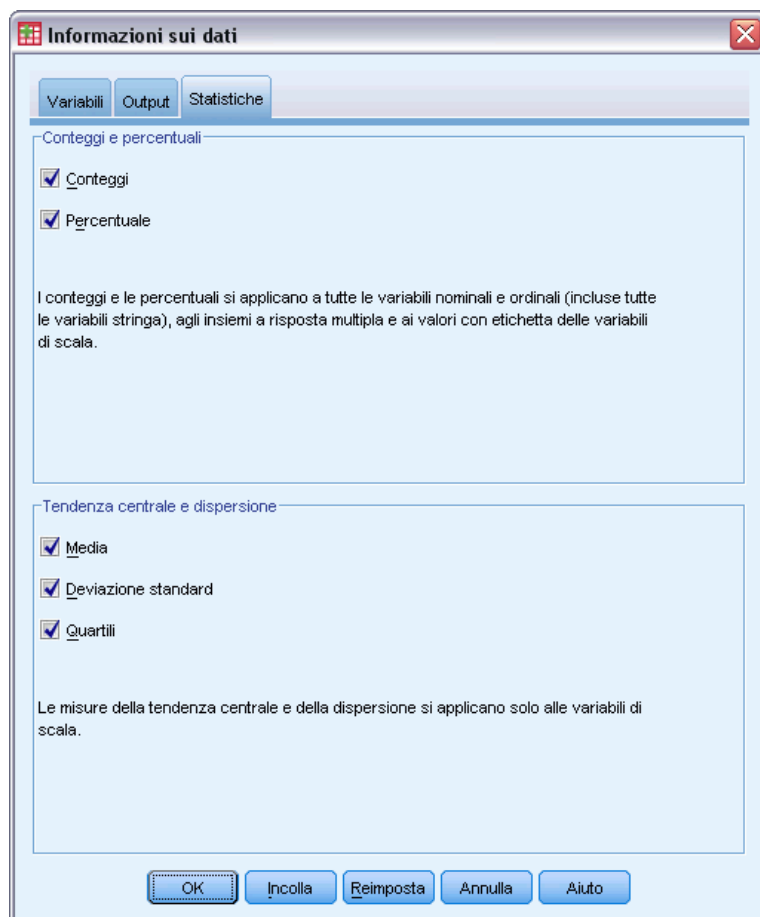 Informazioni sui dati
Variabili Output Statistiche
Conteggi e percentuali
Conteggi
Percentuale
I conteggi e le percentuali si applicano a tutte le variabili nominali e ordinali (incluse tutte
le variabili stringa), agli insiemi a risposta multipla e ai valori con etichetta delle variabili
di scala.
Tendenza centrale e dispersione
Media
Deviazione standard
Quartili
Le misure della tendenza centrale e della dispersione si applicano solo alle variabili di
scala.
OK Incolla Reimposta Annulla Aiuto